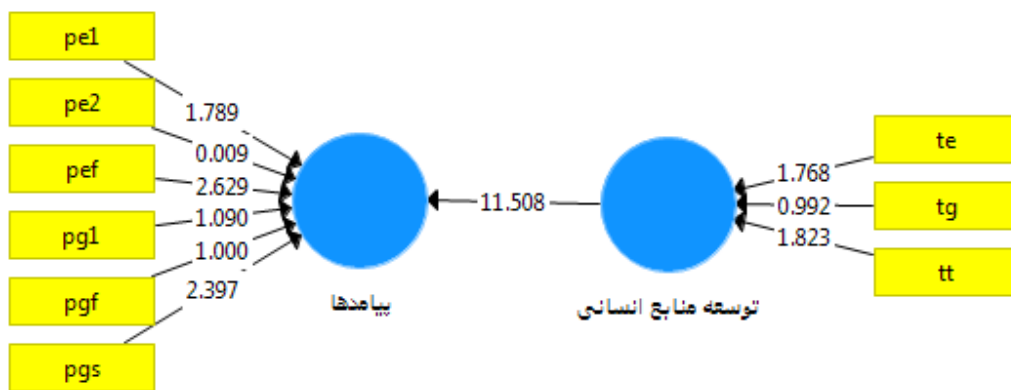 pe1
pe2
pef
pg1
pgf
pgs
1.789
0.009
2.629
1.090
1.000
2.397
پیامدها
11.508
توسعه منابع انسانی
1.768
0.992
1.823
te
tg
tt